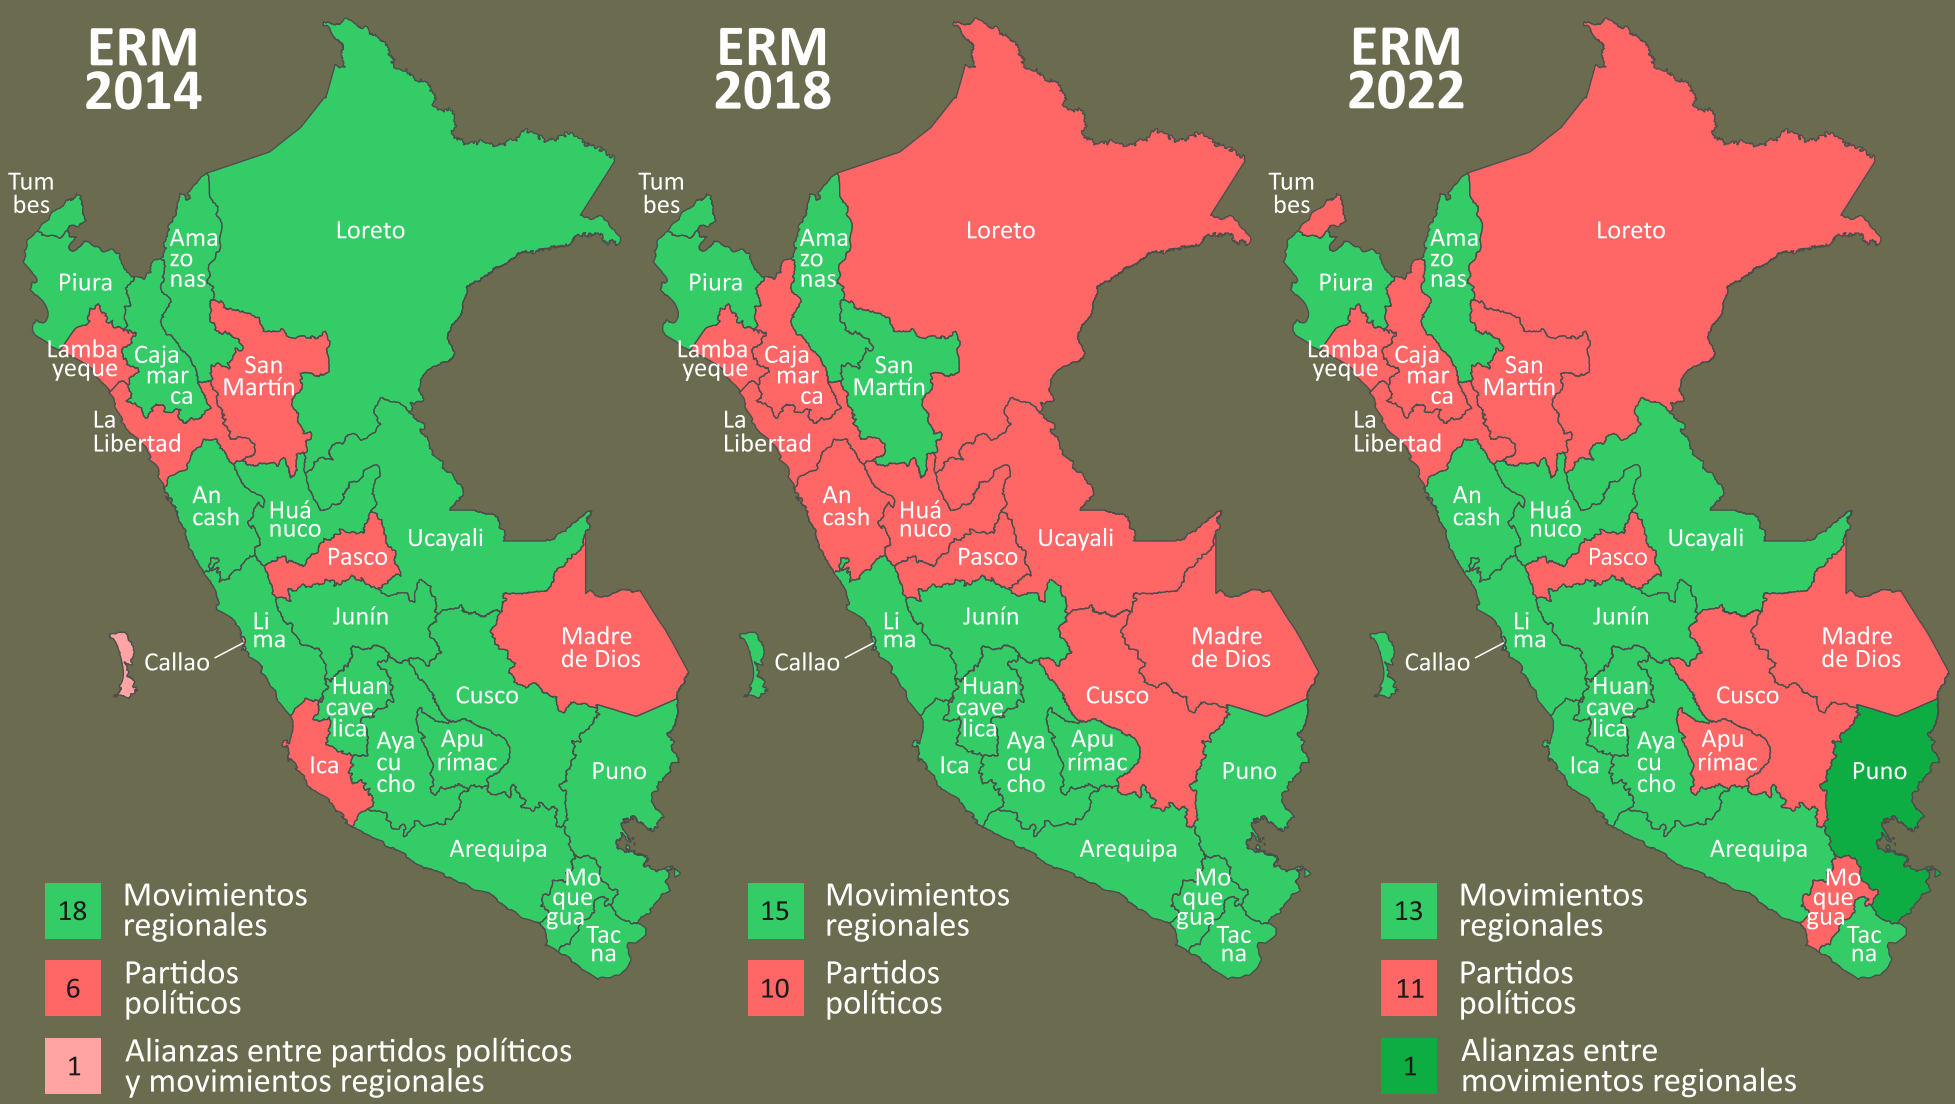 ERM
2014
Tum
bes
Loreto
Ama
zo
nas
Piura
Lamba
yeque
Caja
mar
ca
San
Martín
La
Libertad
An
cash
Huá
nuco
Ucayali
Pasco
Li
ma
Junín
Callao
Madre
de Dios
Huan
cave
lica
Cusco
Ica
Aya
cu
cho
Apu
rímac
Puno
Arequipa
Mo
que
gua
Tac
na
18 Movimientos
regionales
6 Partidos
políticos
1 Alianzas entre partidos políticos
y movimientos regionales
ERM
2018
Tum
bes
Loreto
Ama
zo
nas
Piura
Lamba
yeque
Caja
mar
ca
San
Martín
La
Libertad
An
cash
Huá
nuco
Ucayali
Pasco
Li
ma
Junín
Callao
Madre
de Dios
Huan
cave
lica
Cusco
Ica
Aya
cu
cho
Apu
rímac
Puno
Arequipa
Mo
que
gua
Tac
na
15 Movimientos
regionales
10 Partidos
políticos
ERM
2022
Tum
bes
Loreto
Ama
zo
nas
Piura
Lamba
yeque
Caja
mar
ca
San
Martín
La
Libertad
An
cash
Huá
nuco
Ucayali
Pasco
Li
ma
Junín
Callao
Madre
de Dios
Huan
cave
lica
Cusco
Ica
Aya
cu
cho
Apu
rímac
Puno
Arequipa
Mo
que
gua
Tac
na
13 Movimientos
regionales
11 Partidos
políticos
1 Alianzas entre
movimientos regionales